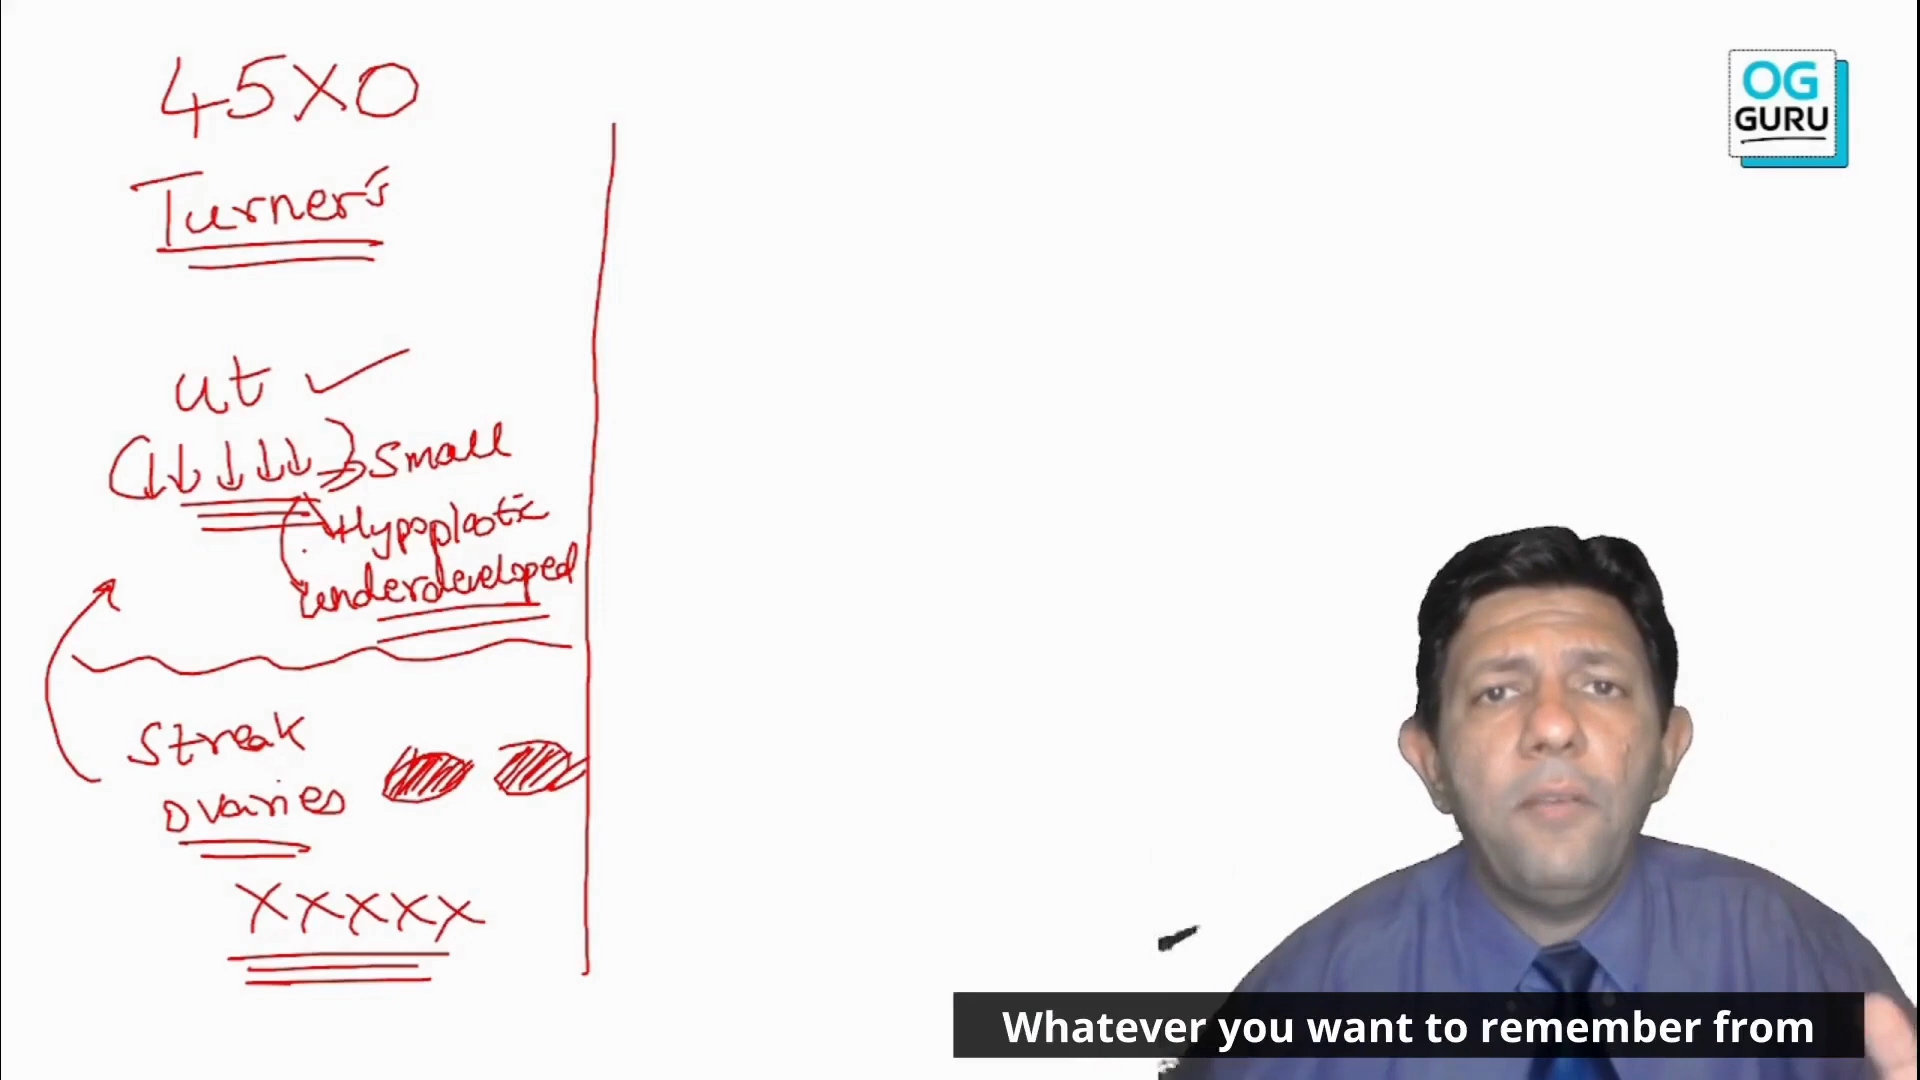 45XO
Turner's
ut ✓
(↓↓↓↓↓) → small
Hypoplastic
underdeveloped
Streak
ovaries
XXXXX
OG
GURU
Whatever you want to remember from